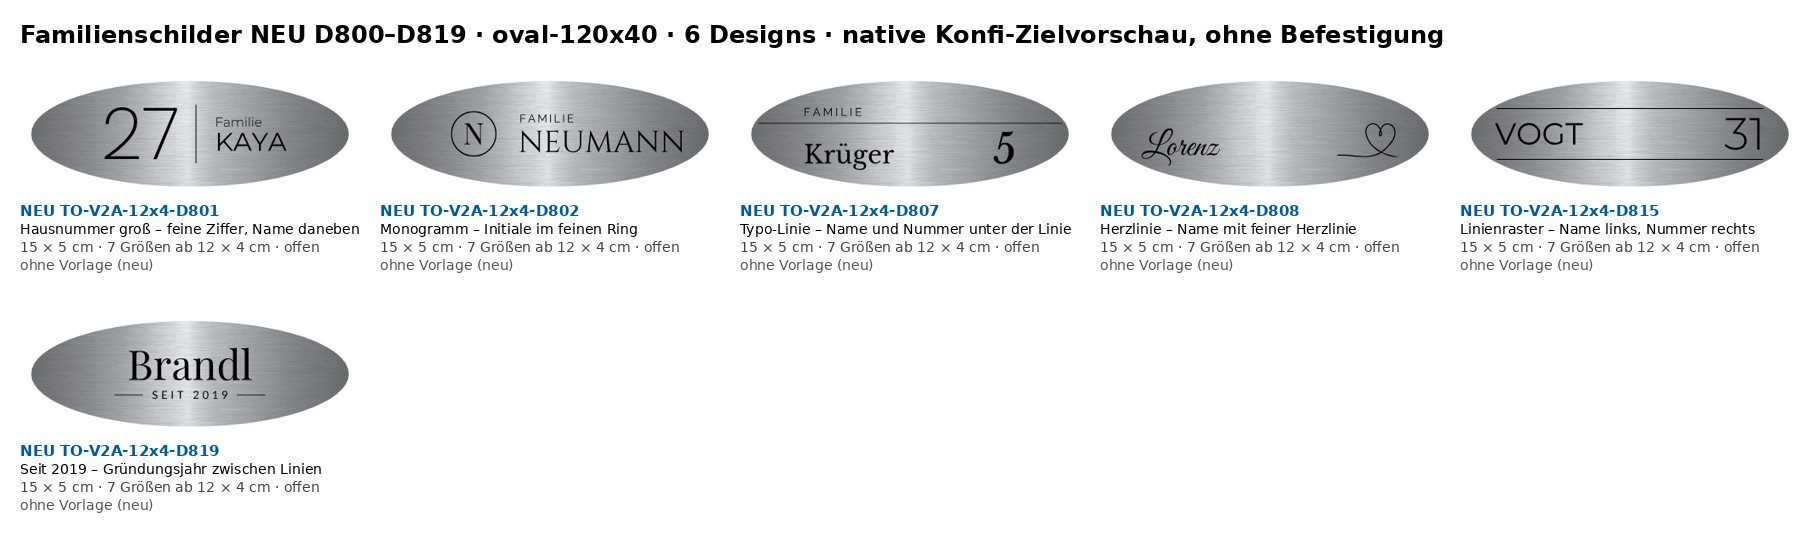 Familienschilder NEU D800–D819 · oval-120x40 · 6 Designs · native Konfi-Zielvorschau, ohne Befestigung
27
Familie
KAYA
NEU TO-V2A-12x4-D801
Hausnummer groß – feine Ziffer, Name daneben
15 × 5 cm · 7 Größen ab 12 × 4 cm · offen
ohne Vorlage (neu)
N
FAMILIE
NEUMANN
NEU TO-V2A-12x4-D802
Monogramm – Initiale im feinen Ring
15 × 5 cm · 7 Größen ab 12 × 4 cm · offen
ohne Vorlage (neu)
FAMILIE
Krüger 5
NEU TO-V2A-12x4-D807
Typo-Linie – Name und Nummer unter der Linie
15 × 5 cm · 7 Größen ab 12 × 4 cm · offen
ohne Vorlage (neu)
Lorenz
NEU TO-V2A-12x4-D808
Herzlinie – Name mit feiner Herzlinie
15 × 5 cm · 7 Größen ab 12 × 4 cm · offen
ohne Vorlage (neu)
VOGT 31
NEU TO-V2A-12x4-D815
Linienraster – Name links, Nummer rechts
15 × 5 cm · 7 Größen ab 12 × 4 cm · offen
ohne Vorlage (neu)
Brandl
SEIT 2019
NEU TO-V2A-12x4-D819
Seit 2019 – Gründungsjahr zwischen Linien
15 × 5 cm · 7 Größen ab 12 × 4 cm · offen
ohne Vorlage (neu)